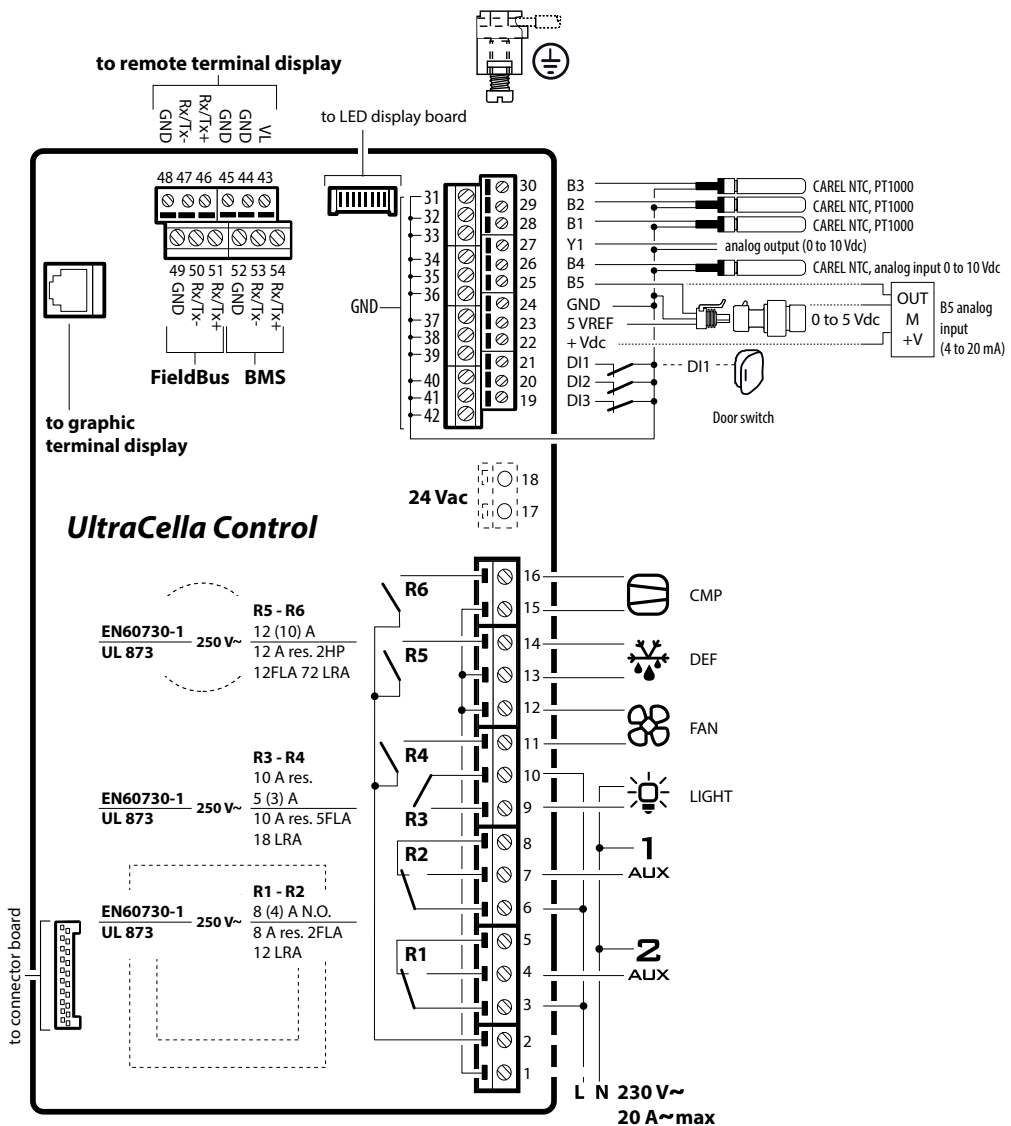 to remote terminal display
GND
Rx/Tx-
Rx/Tx+
GND
GND
VL
to LED display board
48 47 46 45 44 43
49 50 51 52 53 54
GND
Rx/Tx-
Rx/Tx+
GND
Rx/Tx-
Rx/Tx+
FieldBus BMS
to graphic
terminal display
GND
31
32
33
34
35
36
37
38
39
40
41
42
30 B3 CAREL NTC, PT1000
29 B2 CAREL NTC, PT1000
28 B1 CAREL NTC, PT1000
27 Y1 analog output (0 to 10 Vdc)
26 B4 CAREL NTC, analog input 0 to 10 Vdc
25 B5
24 GND
23 5 VREF 0 to 5 Vdc
22 + Vdc
21 DI1 DI1
20 DI2
19 DI3
OUT
M
+V
B5 analog
input
(4 to 20 mA)
Door switch
24 Vac
18
17
UltraCella Control
R5 - R6
EN60730-1
UL 873
250 V~
12 (10) A
12 A res. 2HP
12FLA 72 LRA
R3 - R4
EN60730-1
UL 873
250 V~
10 A res.
5 (3) A
10 A res. 5FLA
18 LRA
R1 - R2
EN60730-1
UL 873
250 V~
8 (4) A N.O.
8 A res. 2FLA
12 LRA
to connector board
R6
R5
R4
R3
R2
R1
16
15
14
13
12
11
10
9
8
7
6
5
4
3
2
1
CMP
DEF
FAN
LIGHT
1
AUX
2
AUX
L N 230 V~
20 A~max